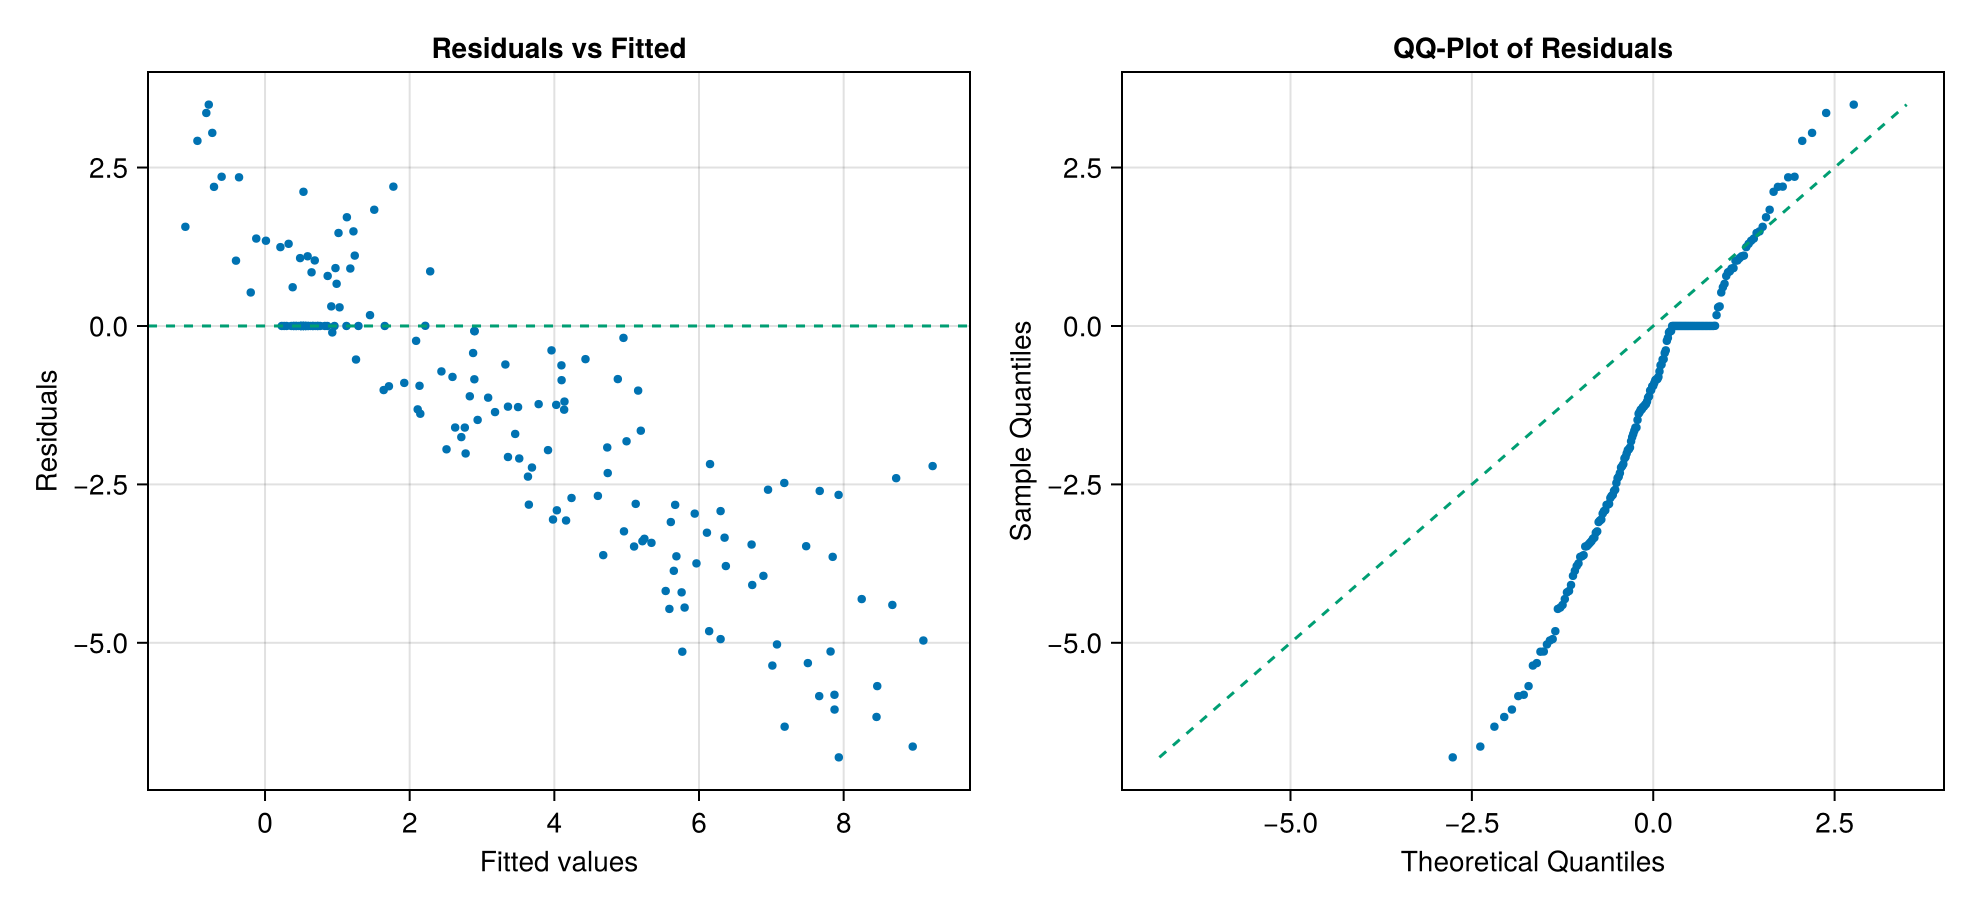 Residuals vs Fitted
2.5
0.0
−2.5
−5.0
Residuals
0
2
4
6
8
Fitted values
QQ-Plot of Residuals
2.5
0.0
−2.5
−5.0
Sample Quantiles
−5.0
−2.5
0.0
2.5
Theoretical Quantiles